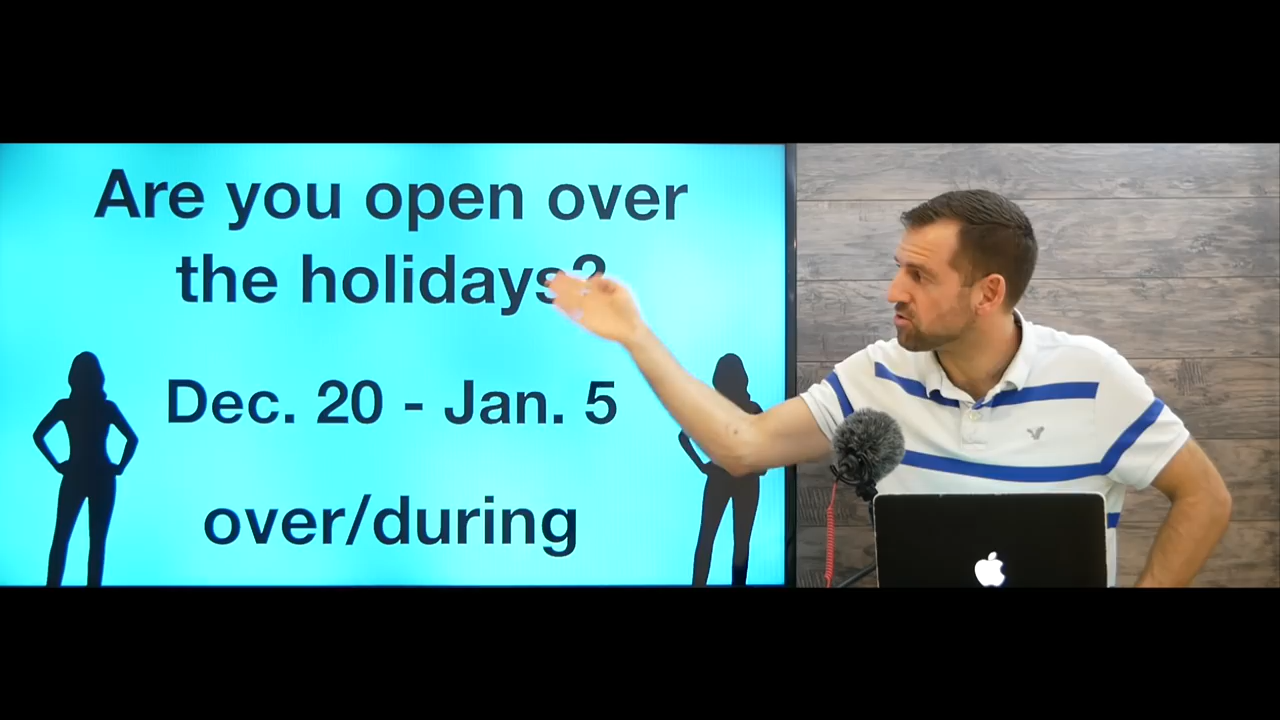 Are you open over
the holidays?
Dec. 20 - Jan. 5
over/during